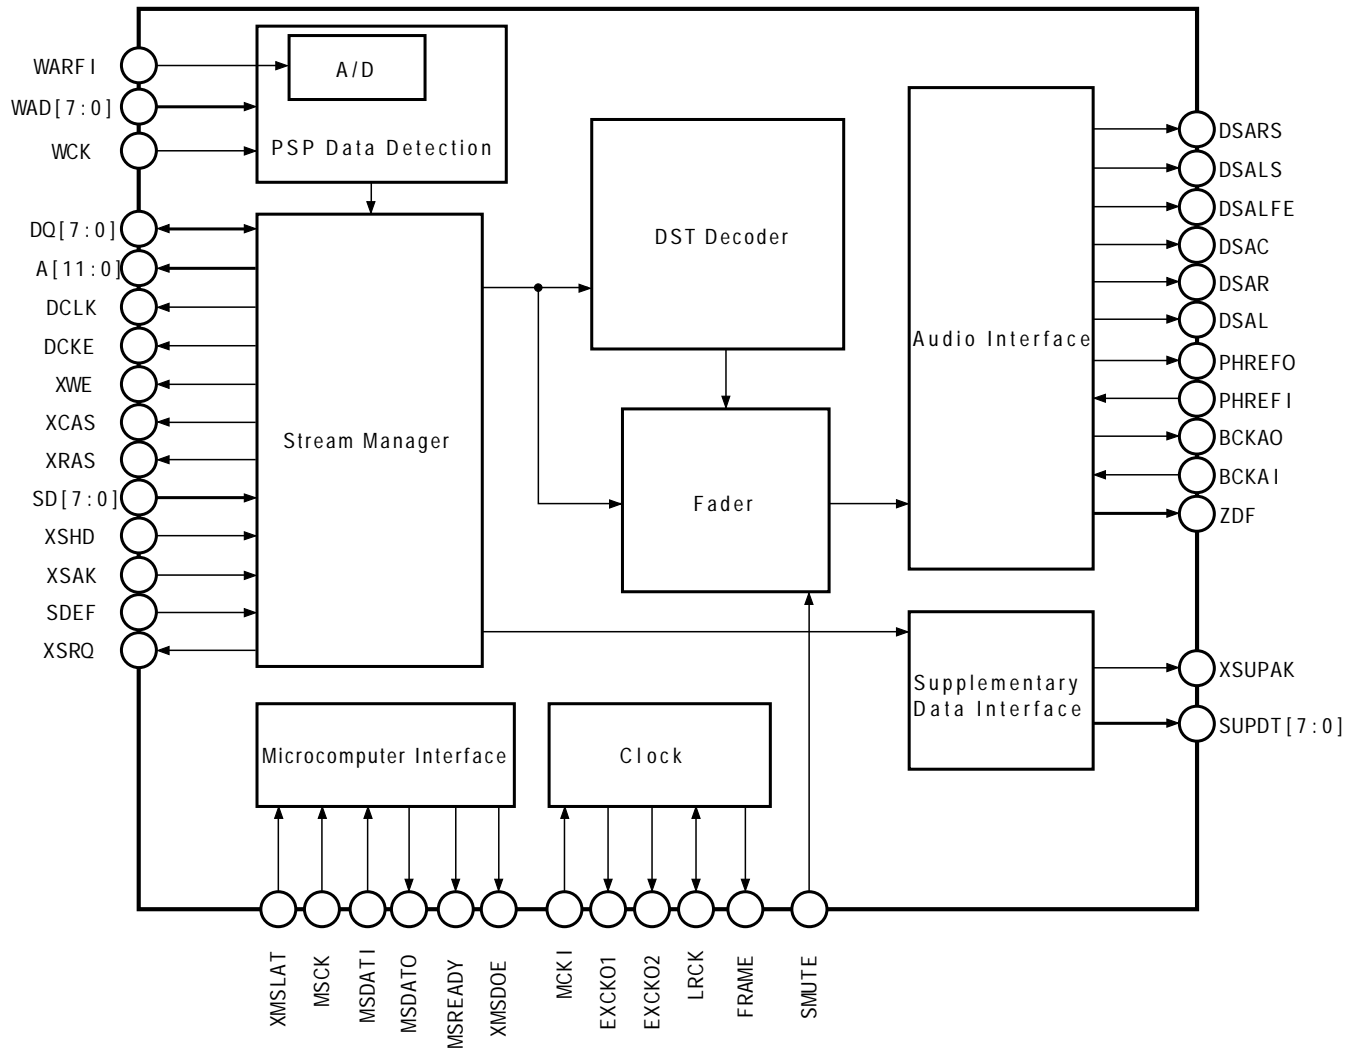 WARFI
WAD[7:0]
WCK
A/D
PSP Data Detection
DQ[7:0]
A[11:0]
DCLK
DCKE
XWE
XCAS
XRAS
SD[7:0]
XSHD
XSAK
SDEF
XSRQ
Stream Manager
DST Decoder
Fader
Audio Interface
DSARS
DSALS
DSALFE
DSAC
DSAR
DSAL
PHREFO
PHREFI
BCKAO
BCKAI
ZDF
Supplementary
Data Interface
XSUPAK
SUPDT[7:0]
Microcomputer Interface
Clock
XMSLAT
MSCK
MSDATI
MSDATO
MSREADY
XMSDOE
MCKI
EXCKO1
EXCKO2
LRCK
FRAME
SMUTE